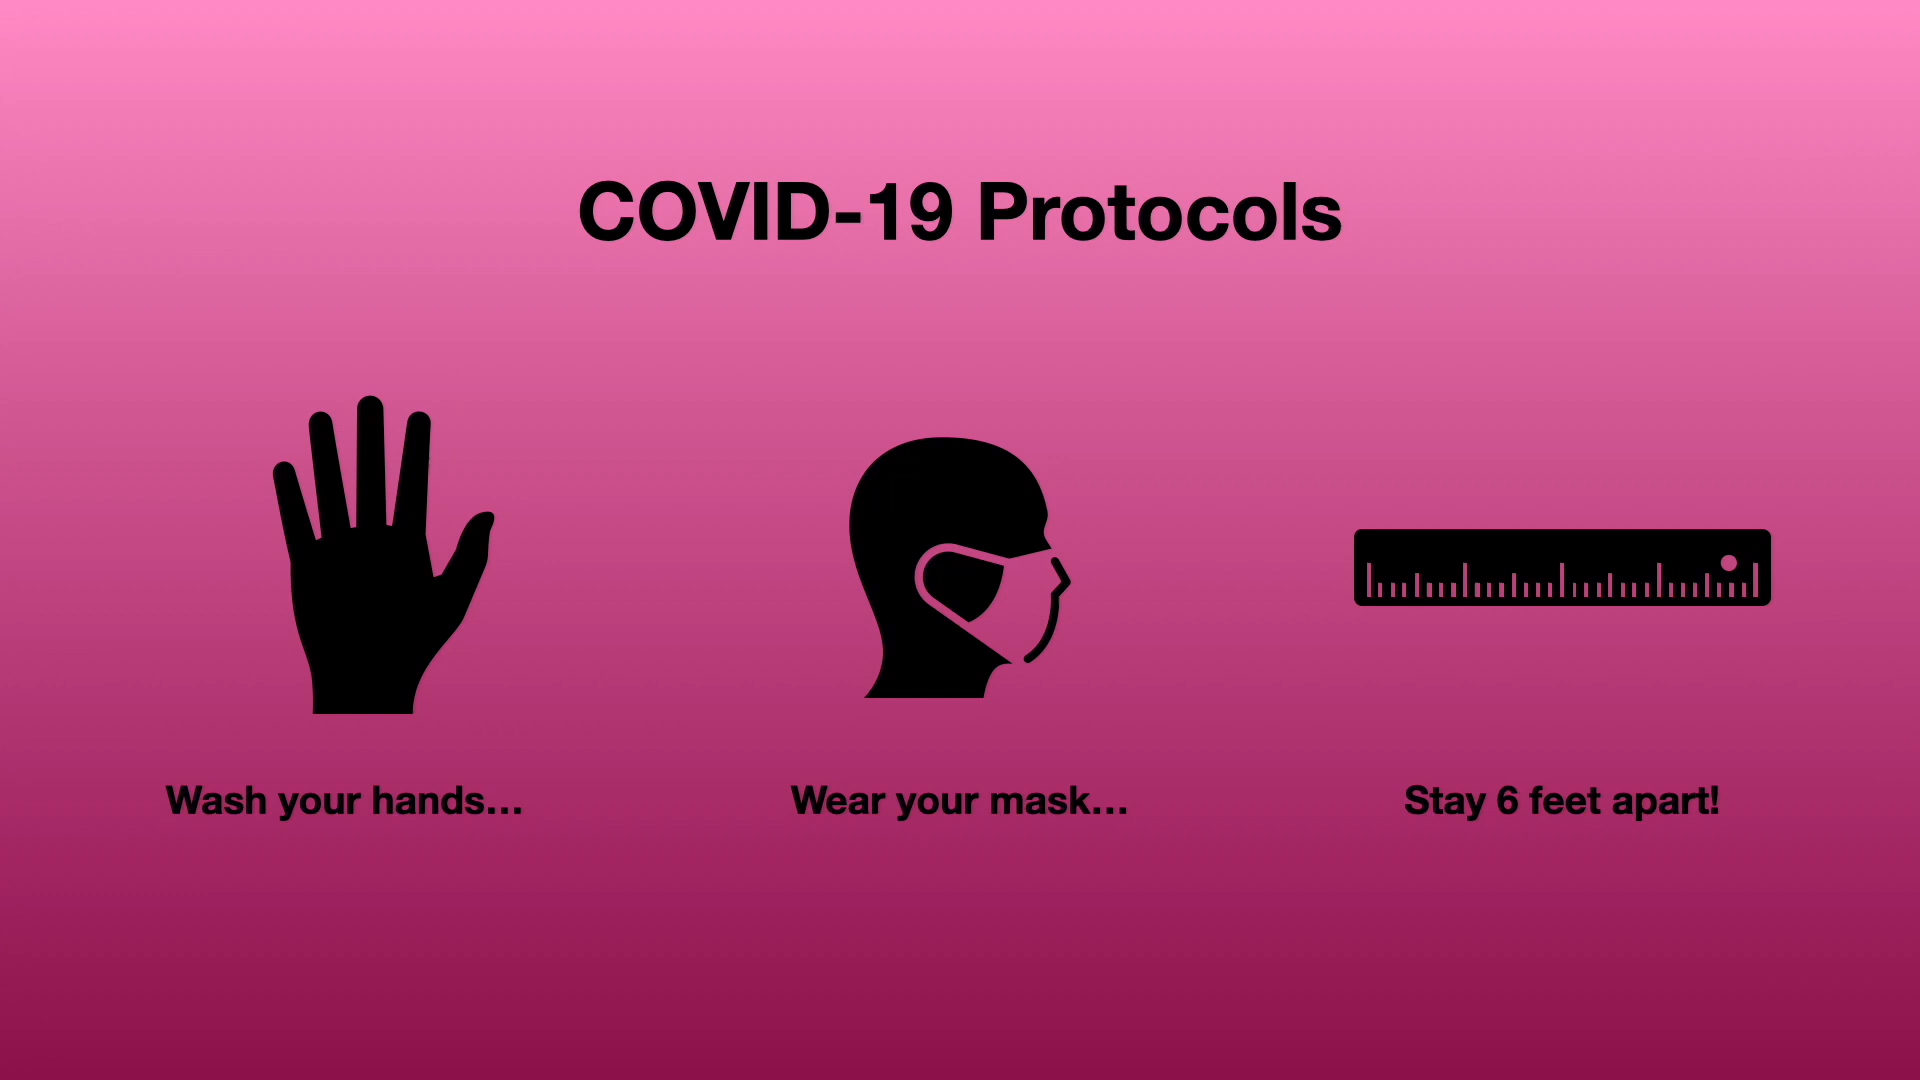 COVID-19 Protocols
Wash your hands...
Wear your mask...
Stay 6 feet apart!